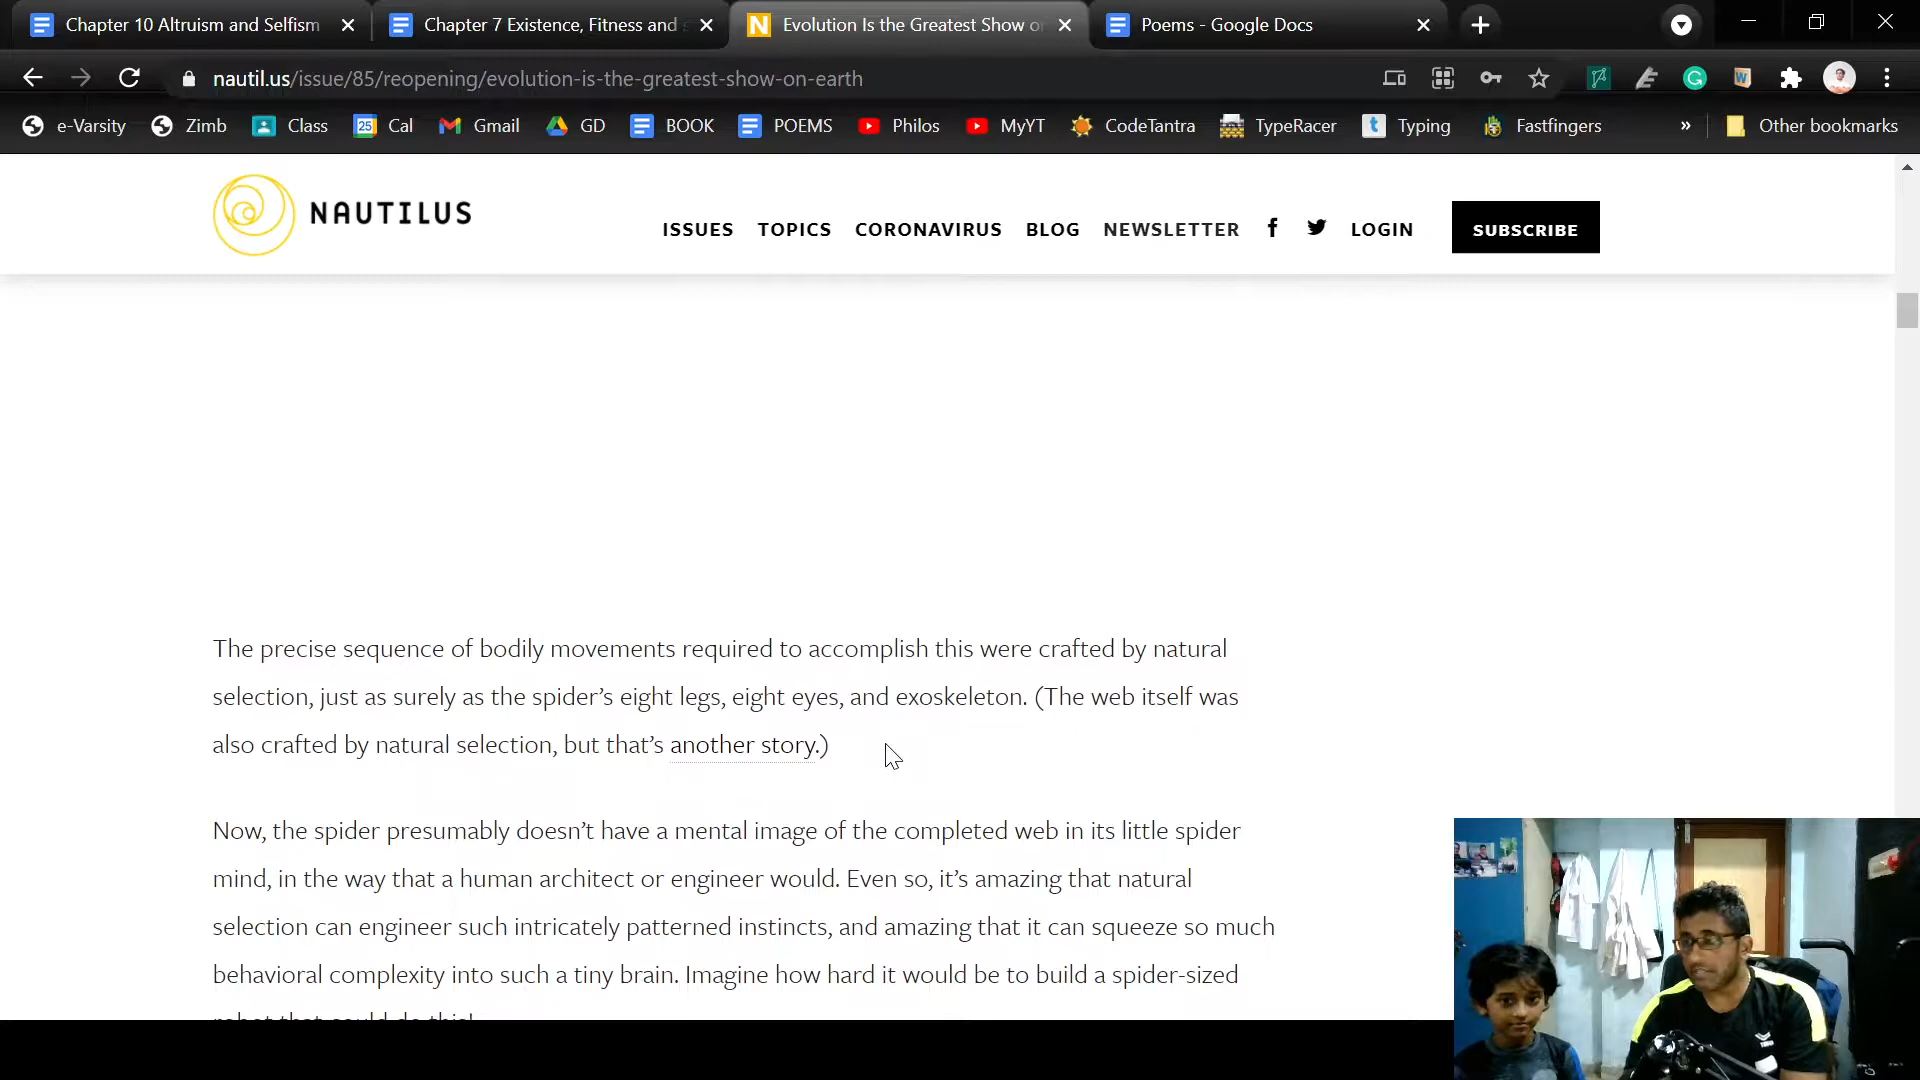 Chapter 10 Altruism and Selfism
Chapter 7 Existence, Fitness and
Evolution Is the Greatest Show
Poems - Google Docs
nautil.us/issue/85/reopening/evolution-is-the-greatest-show-on-earth
e-Varsity Zimb Class 25 Cal Gmail GD BOOK POEMS Philos MyYT CodeTantra TypeRacer t Typing Fastfingers » Other bookmarks
NAUTILUS
ISSUES TOPICS CORONAVIRUS BLOG NEWSLETTER LOGIN SUBSCRIBE
The precise sequence of bodily movements required to accomplish this were crafted by natural
selection, just as surely as the spider’s eight legs, eight eyes, and exoskeleton. (The web itself was
also crafted by natural selection, but that’s another story.)
Now, the spider presumably doesn’t have a mental image of the completed web in its little spider
mind, in the way that a human architect or engineer would. Even so, it’s amazing that natural
selection can engineer such intricately patterned instincts, and amazing that it can squeeze so much
behavioral complexity into such a tiny brain. Imagine how hard it would be to build a spider-sized
robot that could do this!